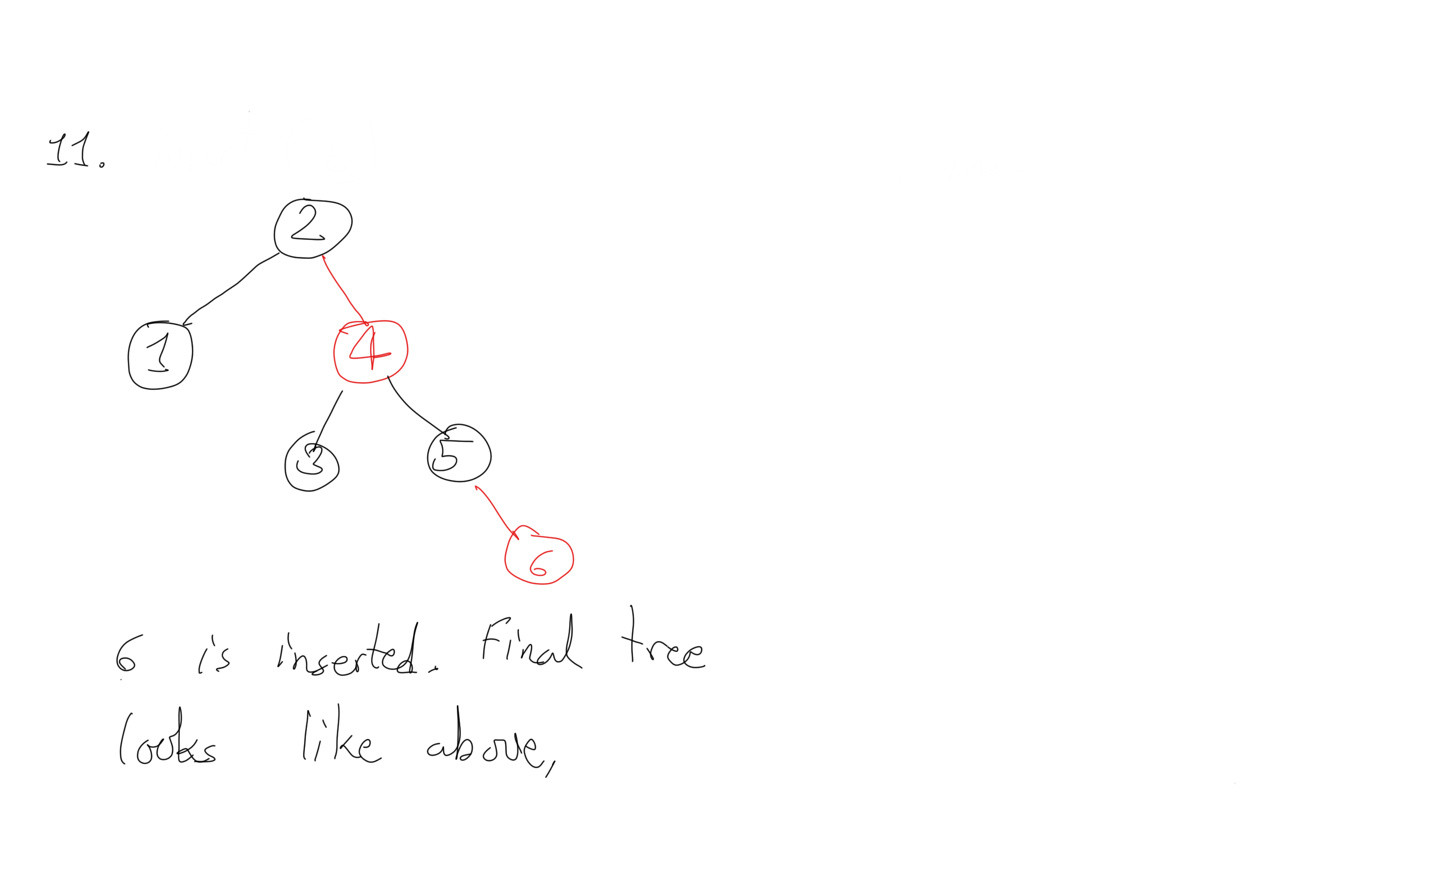 11.
2
1 4
3 5
6
6 is inserted. Final tree
looks like above,